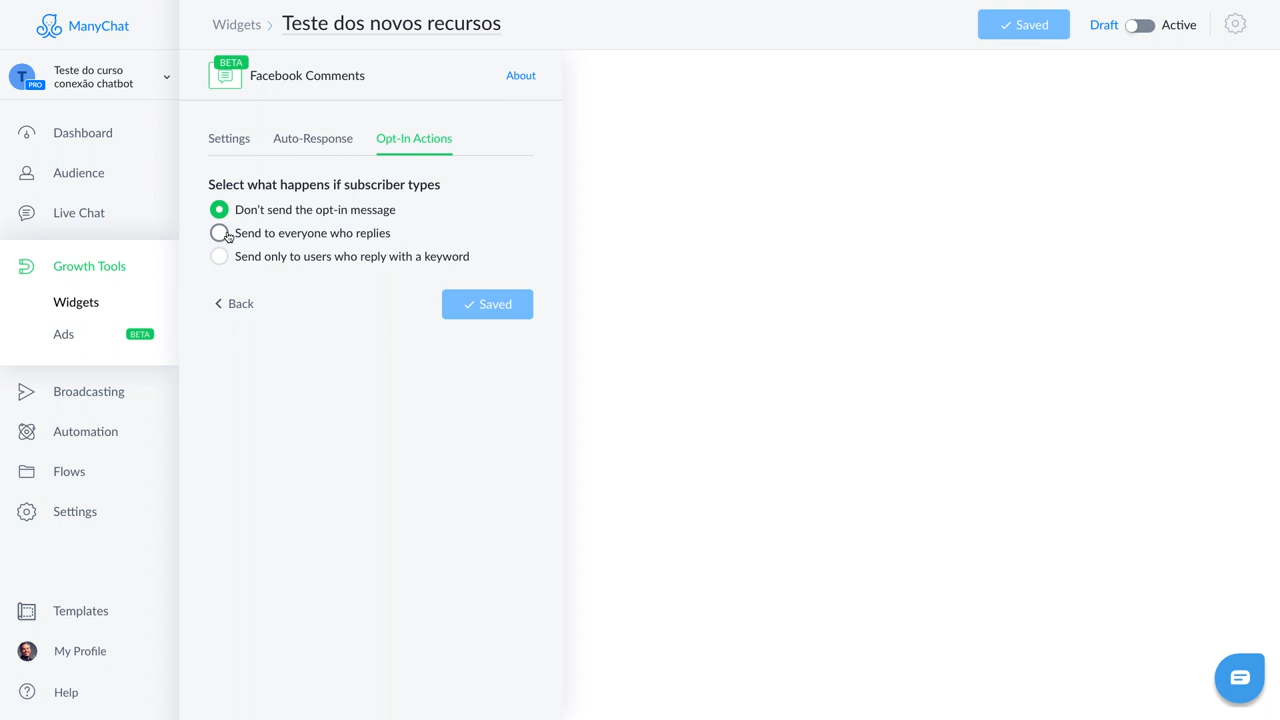 ManyChat
Widgets
Teste dos novos recursos
Saved
Draft
Active
T
PRO
Teste do curso
conexão chatbot
BETA
Facebook Comments
About
Dashboard
Audience
Live Chat
Growth Tools
Widgets
Ads
BETA
Broadcasting
Automation
Flows
Settings
Templates
My Profile
Help
Settings
Auto-Response
Opt-In Actions
Select what happens if subscriber types
Don't send the opt-in message
Send to everyone who replies
Send only to users who reply with a keyword
Back
Saved